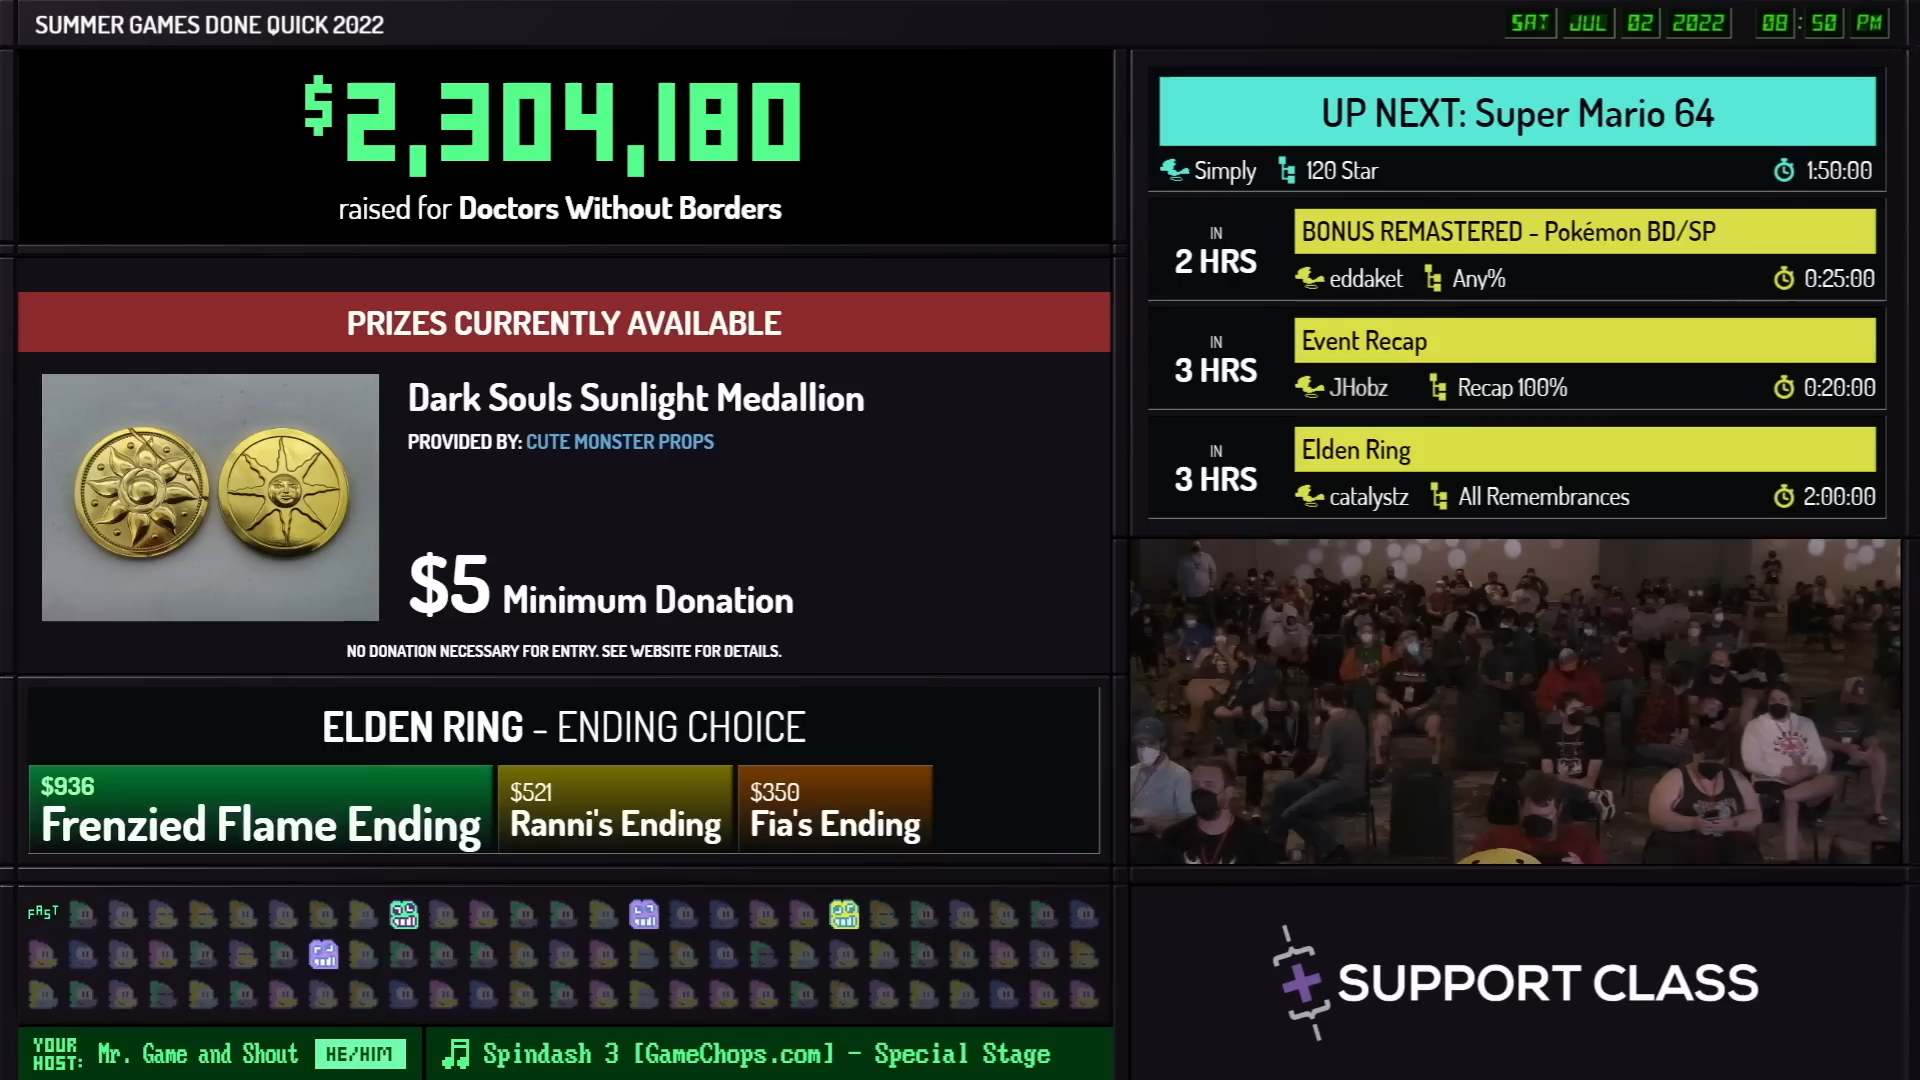 SUMMER GAMES DONE QUICK 2022
SAT JUL 02 2022 08:50 PM
$2,304,180
raised for Doctors Without Borders
PRIZES CURRENTLY AVAILABLE
Dark Souls Sunlight Medallion
PROVIDED BY: CUTE MONSTER PROPS
$5 Minimum Donation
NO DONATION NECESSARY FOR ENTRY. SEE WEBSITE FOR DETAILS.
ELDEN RING - ENDING CHOICE
$936
Frenzied Flame Ending
$521
Ranni's Ending
$350
Fia's Ending
FAST
YOUR HOST: Mr. Game and Shout HE/HIM
Spindash 3 [GameChops.com] - Special Stage
UP NEXT: Super Mario 64
Simply 120 Star 1:50:00
IN
2 HRS
BONUS REMASTERED - Pokémon BD/SP
eddaket Any% 0:25:00
IN
3 HRS
Event Recap
JHobz Recap 100% 0:20:00
IN
3 HRS
Elden Ring
catalystz All Remembrances 2:00:00
SUPPORT CLASS